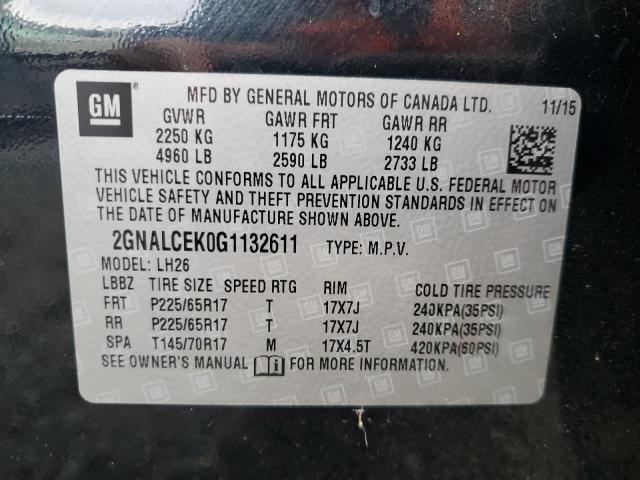 GM ® MFD BY GENERAL MOTORS OF CANADA LTD. 11/15
GVWR GAWR FRT GAWR RR
2250 KG 1175 KG 1240 KG
4960 LB 2590 LB 2733 LB
THIS VEHICLE CONFORMS TO ALL APPLICABLE U.S. FEDERAL MOTOR
VEHICLE SAFETY AND THEFT PREVENTION STANDARDS IN EFFECT ON
THE DATE OF MANUFACTURE SHOWN ABOVE.
2GNALCEK0G1132611 TYPE: M.P.V.
MODEL: LH26
LBBZ TIRE SIZE SPEED RTG RIM COLD TIRE PRESSURE
FRT P225/65R17 T 17X7J 240KPA(35PSI)
RR P225/65R17 T 17X7J 240KPA(35PSI)
SPA T145/70R17 M 17X4.5T 420KPA(60PSI)
SEE OWNER'S MANUAL FOR MORE INFORMATION.